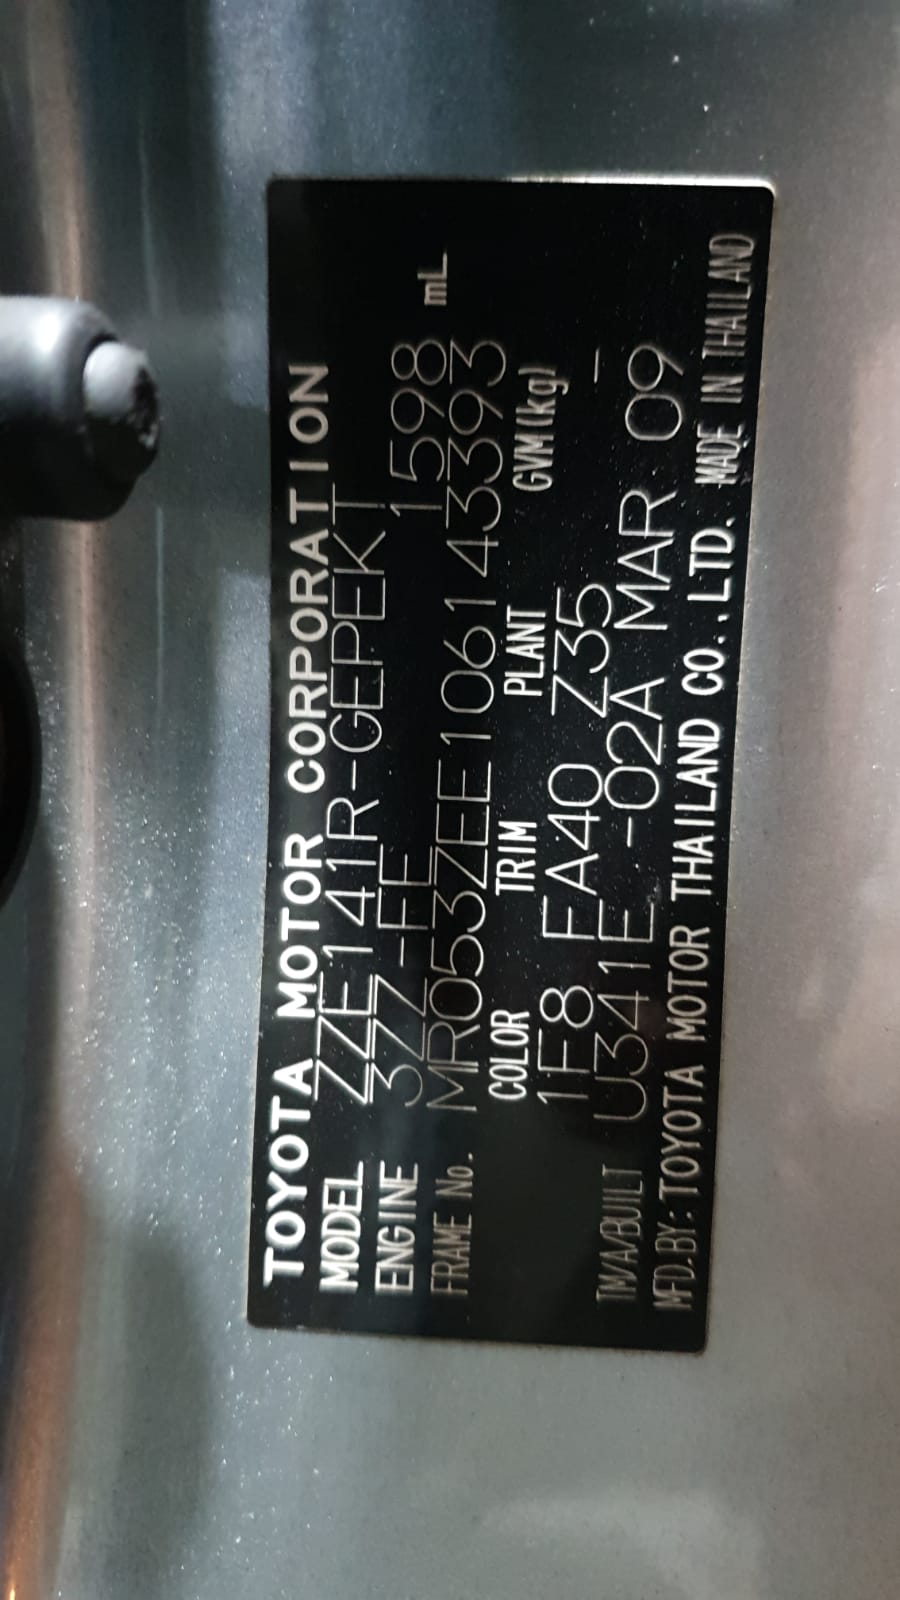 TOYOTA MOTOR CORPORATION
MODEL ZZE141R-GEPEKT
ENGINE 3ZZ-FE 1598 mL
FRAME No. MR053ZEE106143393
COLOR TRIM PLANT GVM(kg)
1F8 FA40 Z35 -
TM/A/BUILT U341E -02A MAR 09
MFD.BY:TOYOTA MOTOR THAILAND CO.,LTD. MADE IN THAILAND